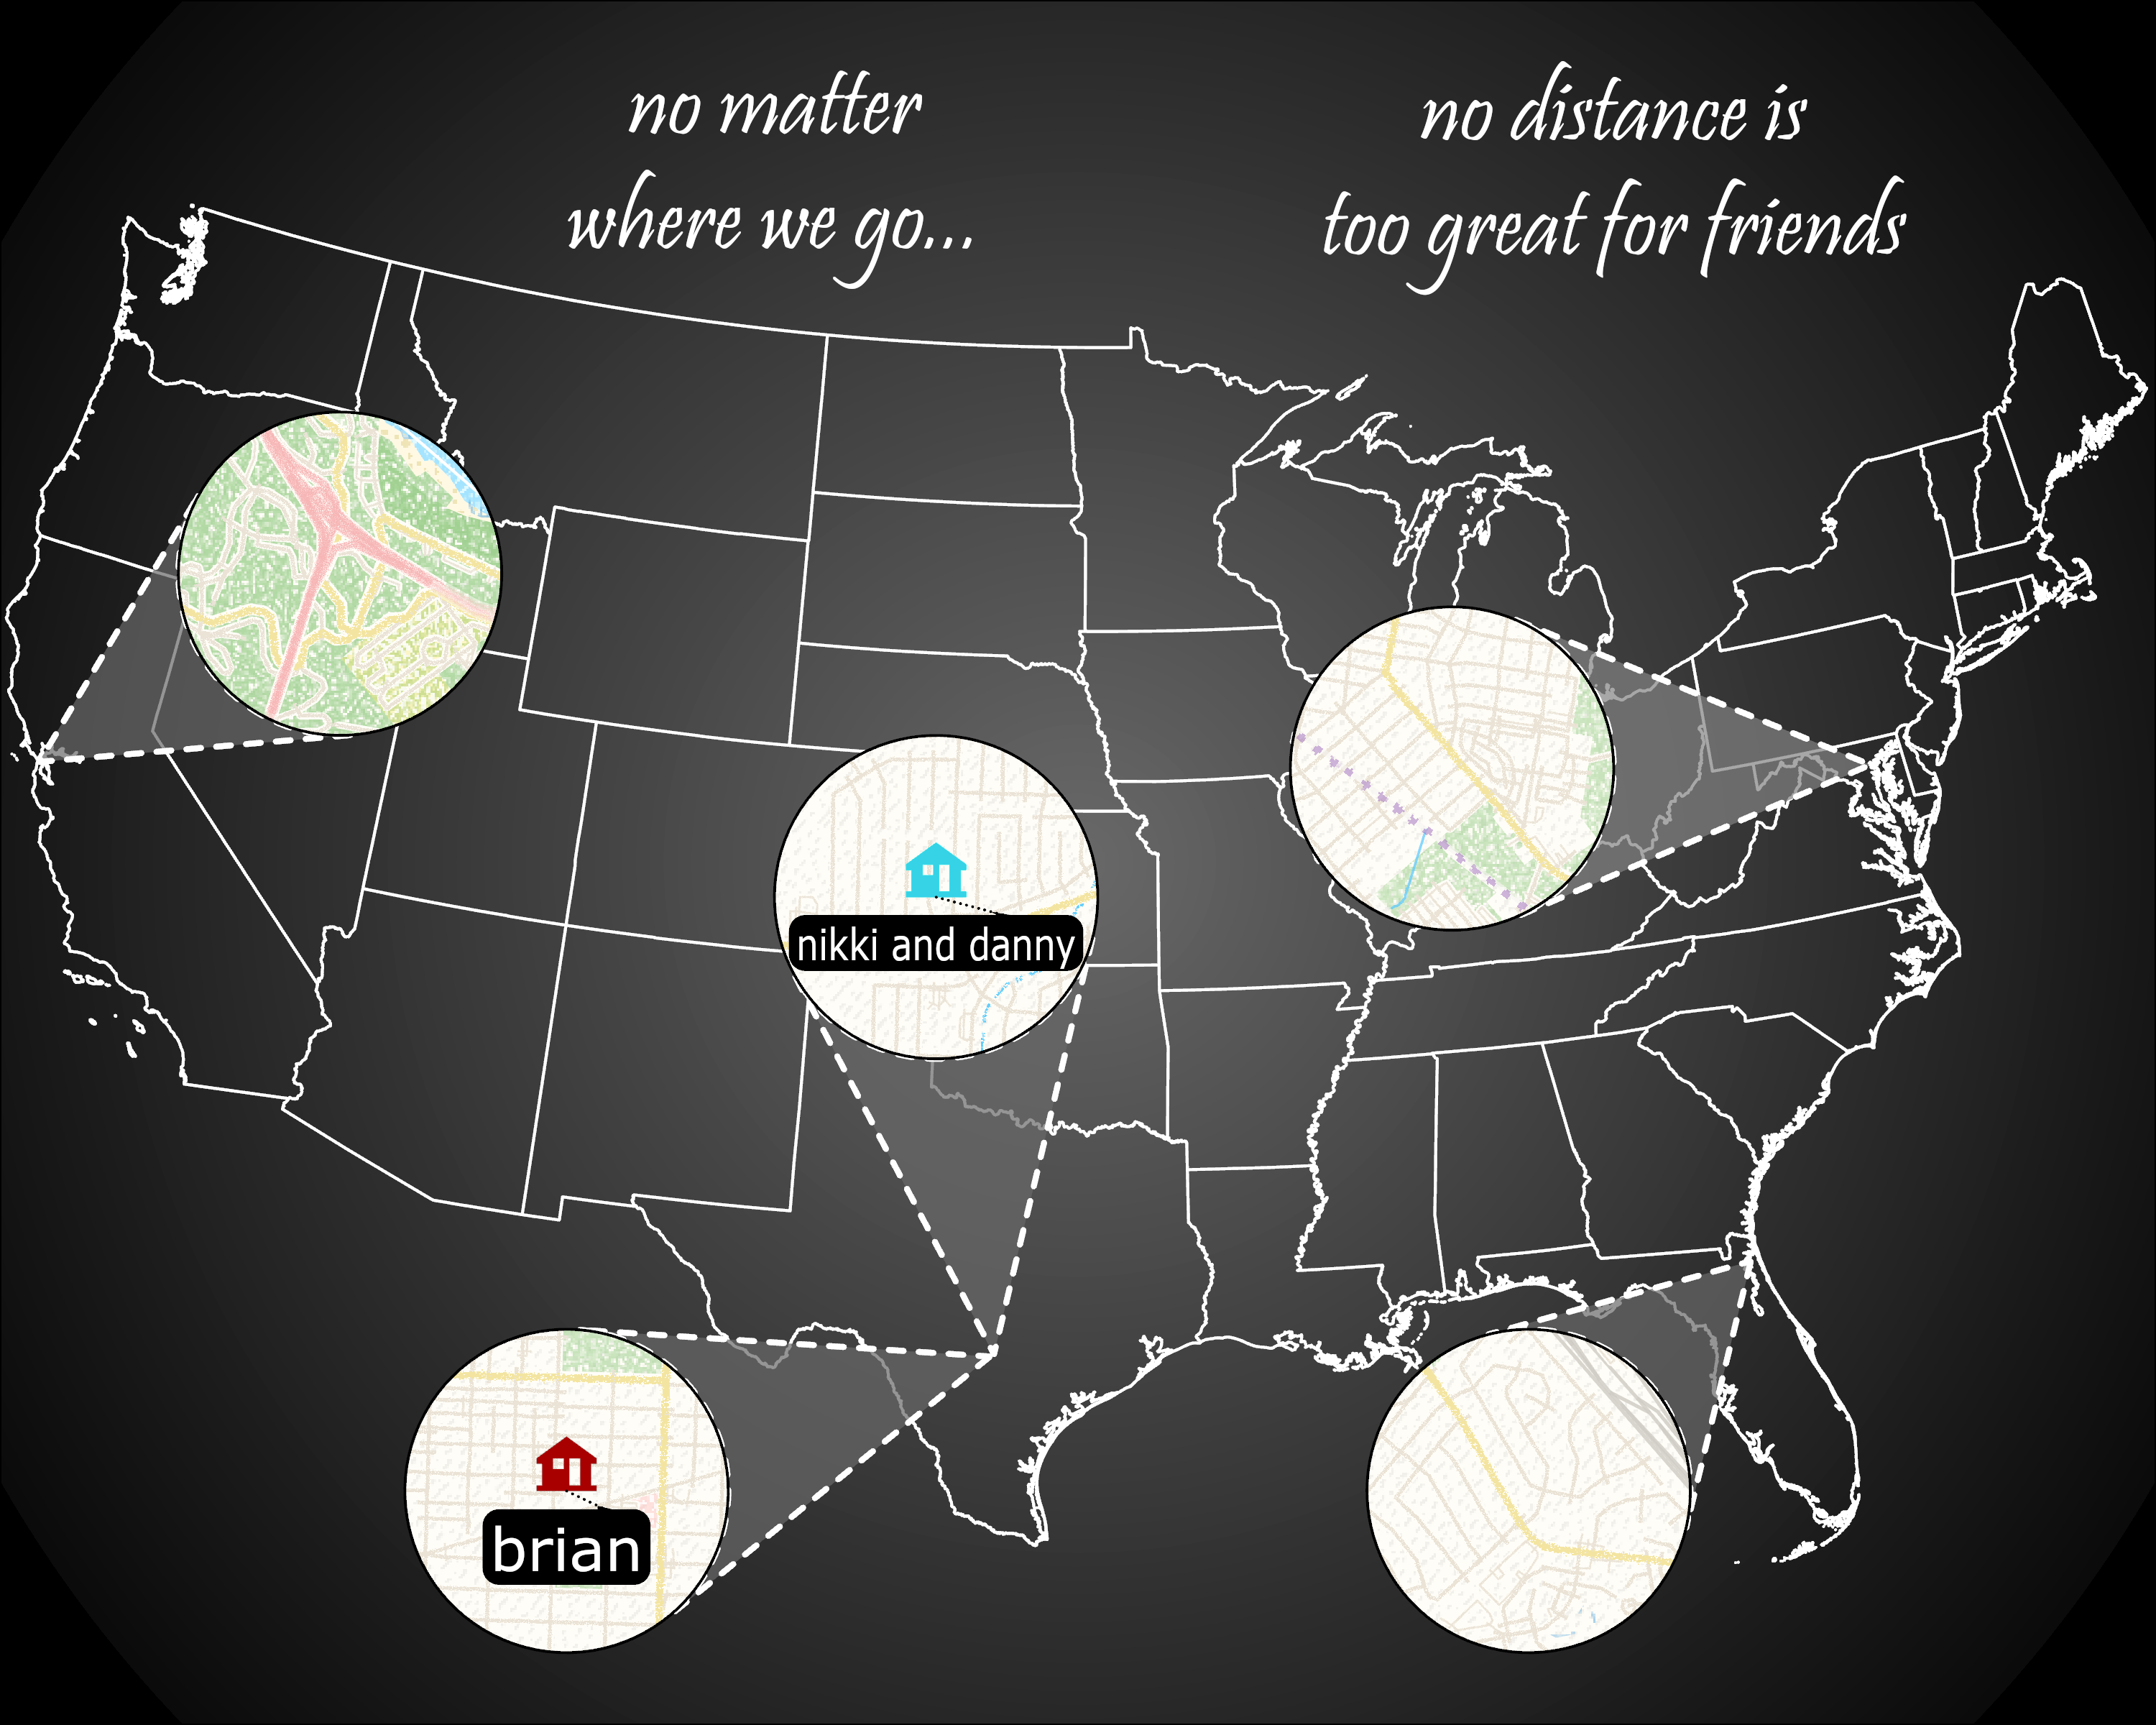 no matter
where we go...
no distance is
too great for friends
nikki and danny
brian